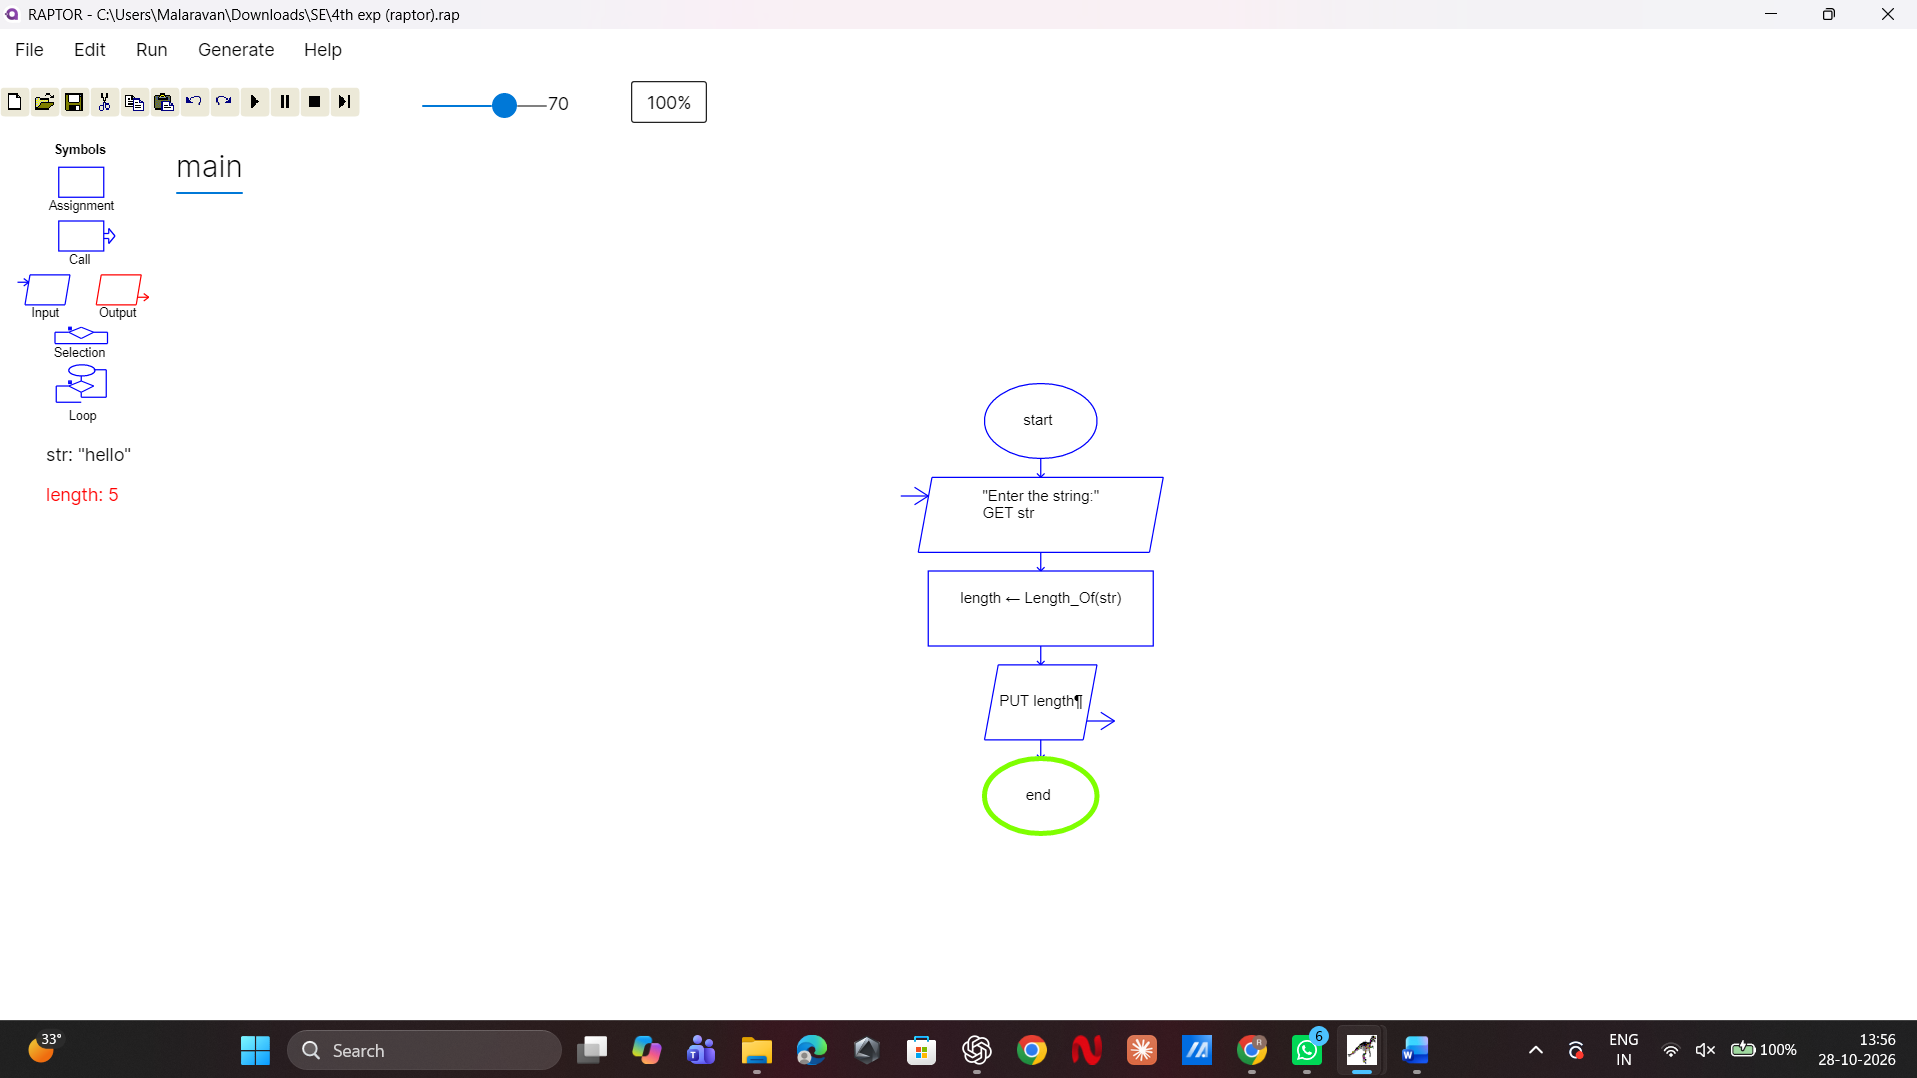 RAPTOR - C:\Users\Malaravan\Downloads\SE\4th exp (raptor).rap
File Edit Run Generate Help
70
100%
Symbols
Assignment
Call
Input Output
Selection
Loop
str: "hello"
length: 5
main
start
"Enter the string:"
GET str
length ← Length_Of(str)
PUT length¶
end
33°
Search
R
6
W
ENG
IN
100%
13:56
28-10-2026